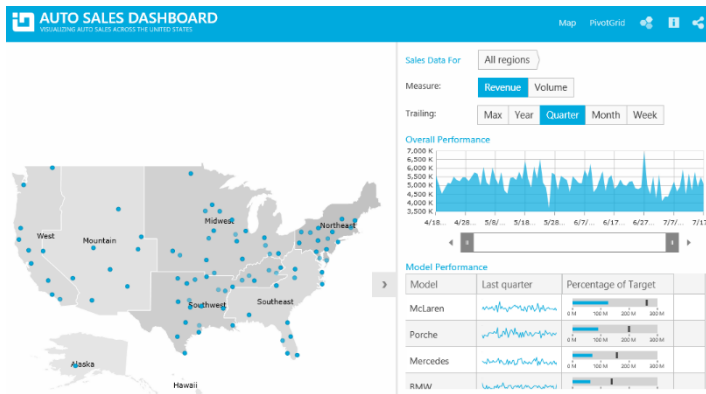 AUTO SALES DASHBOARD
VISUALIZING AUTO SALES ACROSS THE UNITED STATES
Map PivotGrid
Sales Data For All regions
Measure: Revenue Volume
Trailing: Max Year Quarter Month Week
Overall Performance
7,000 K
6,500 K
6,000 K
5,500 K
5,000 K
4,500 K
4,000 K
3,500 K
4/18... 4/28... 5/8/... 5/18... 5/28... 6/7/... 6/17... 6/27... 7/7/... 7/17
Model Performance
Model Last quarter Percentage of Target
McLaren
0 M 100 M 200 M 300 M
Porche
0 M 100 M 200 M 300 M
Mercedes
0 M 100 M 200 M 300 M
BMW
West
Mountain
Midwest
Northeast
Southwest
Southeast
Alaska
Hawaii